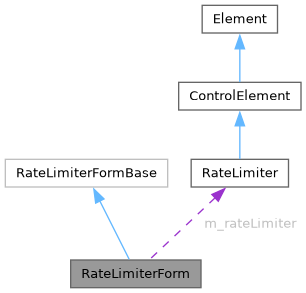 Element
ControlElement
RateLimiterFormBase
RateLimiter
m_rateLimiter
RateLimiterForm